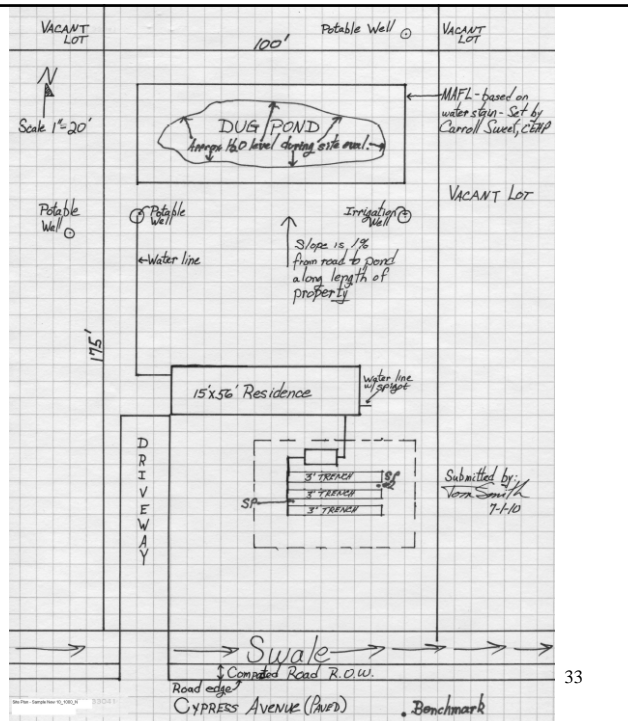 VACANT
LOT
100'
Potable Well
VACANT
LOT
N
Scale 1"=20'
DUG POND
Approx H2O level during site eval.
MAFL-based on
water stain-Set by
Carroll Sweet, CEHP
VACANT LOT
Potable
Well
Potable
Well
Irrigation
Well
←Water line
Slope is 1%
from road to pond
along length of
property
175'
15'x56' Residence
water line
w/spigot
DRIVEWAY
3' TRENCH
3' TRENCH
3' TRENCH
SP
SP
Submitted by:
Tom Smith
7-1-10
Swale
Compacted Road R.O.W.
33
Road edge
CYPRESS AVENUE (PAVED)
Benchmark